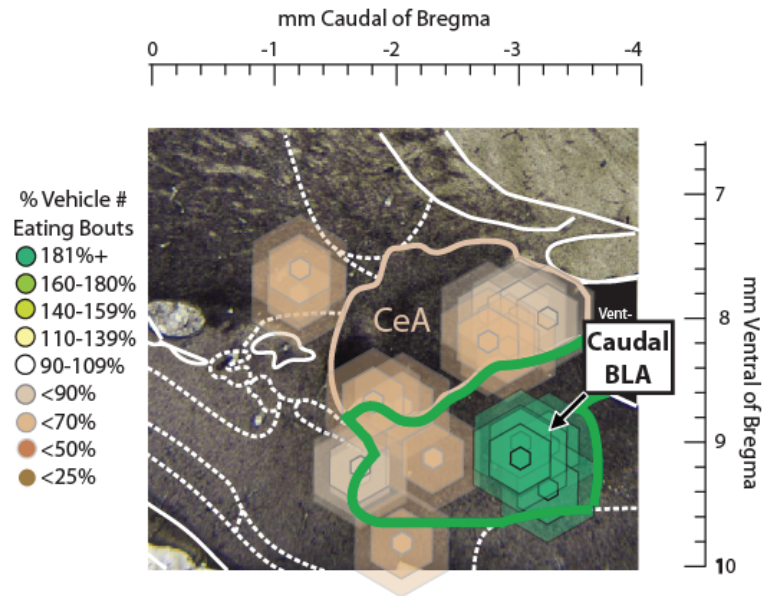 mm Caudal of Bregma
0 -1 -2 -3 -4
% Vehicle #
Eating Bouts
181%+
160-180%
140-159%
110-139%
90-109%
<90%
<70%
<50%
<25%
CeA
Vent-
Caudal
BLA
7
8
9
10
mm Ventral of Bregma